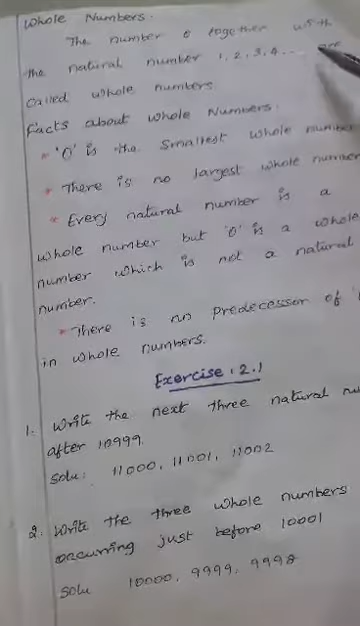 Whole Numbers.
The number 0 together with
the natural number 1, 2, 3, 4.... are
Called whole numbers.
Facts about whole Numbers.
* '0' is the smallest whole number
* There is no largest whole number
* Every natural number is a
whole number but '0' is a whole
number which is not a natural
number.
* There is no predecessor of
in whole numbers.
Exercise : 2.1
1. Write the next three natural
after 10999.
Solu: 11000, 11001, 11002
2. Write the three whole numbers
occurring just before 10001
Solu 10000, 9999, 9998